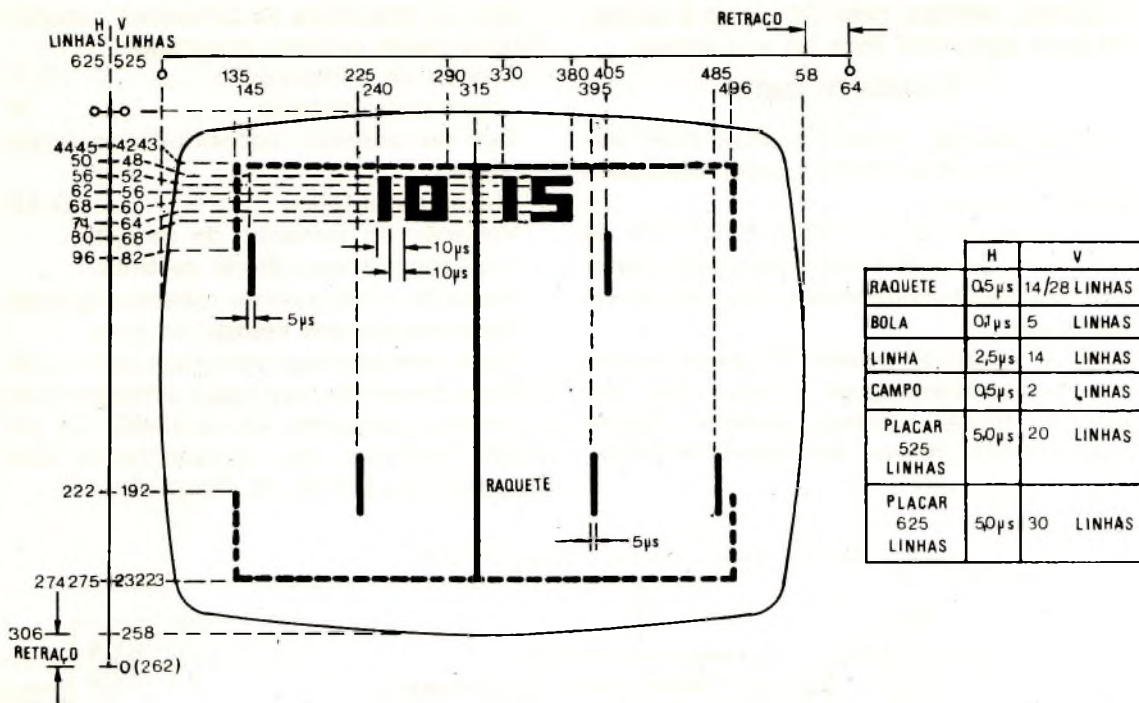 H V
LINHAS LINHAS
625 525
RETRAÇO
0 135 225 290 330 380 405 485 58 0
145 240 315 395 496 64
0 0
44 45 42 43
50 48
56 52
62 56
68 60
74 64
80 68
96 82
10 15
10µs
10µs
5µs
RAQUETE
222 192
5µs
274 275 232 23
306 258
RETRAÇO
0 (262)
H V
RAQUETE 0,5µs 14/28 LINHAS
BOLA 0,1µs 5 LINHAS
LINHA 2,5µs 14 LINHAS
CAMPO 0,5µs 2 LINHAS
PLACAR
525 5,0µs 20 LINHAS
LINHAS
PLACAR
625 5,0µs 30 LINHAS
LINHAS